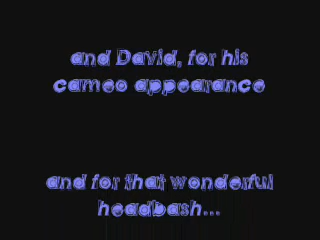 and David, for his
cameo appearance
and for that wonderful
headbash...